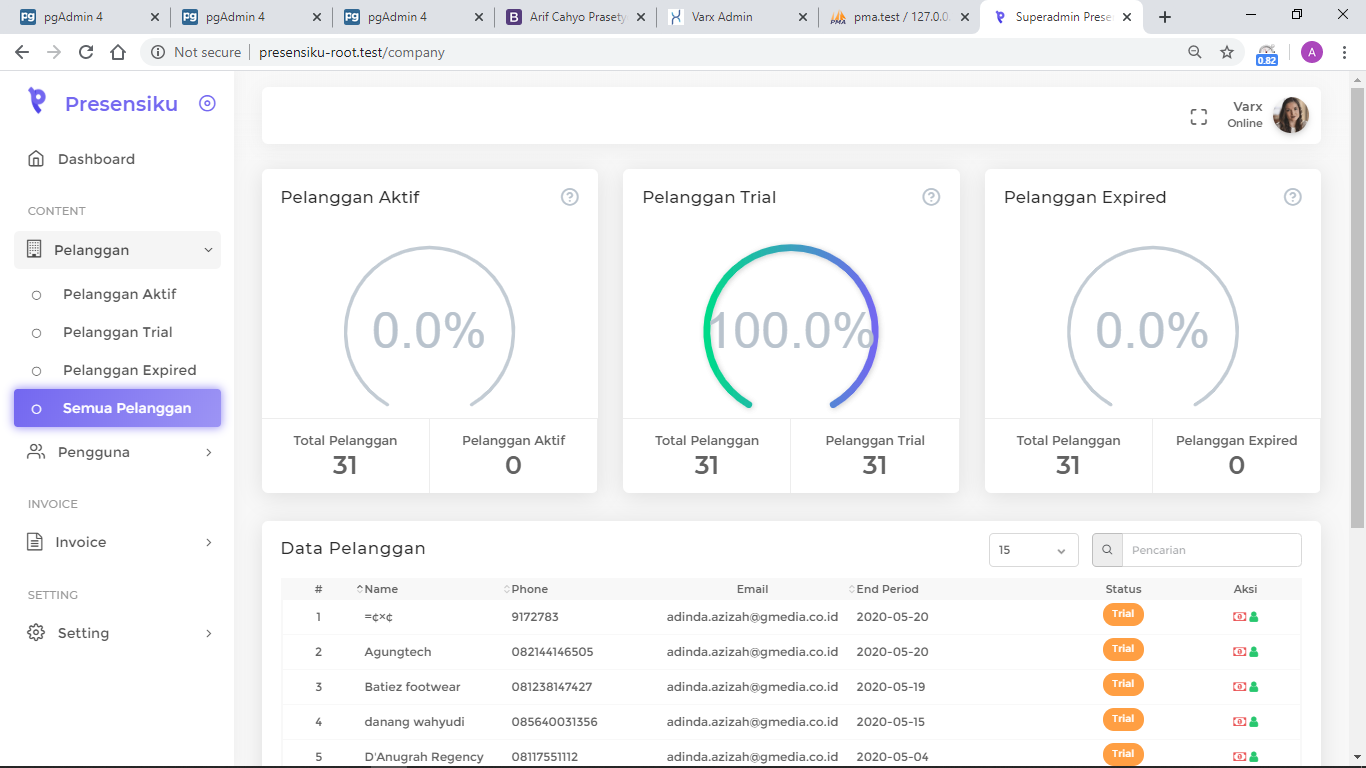 pgAdmin 4
pgAdmin 4
pgAdmin 4
Arif Cahyo Prasety
Varx Admin
pma.test / 127.0.0.
Superadmin Prese
Not secure
presensiku-root.test/company
0.82
A
Presensiku
Varx
Online
Dashboard
CONTENT
Pelanggan
Pelanggan Aktif
Pelanggan Trial
Pelanggan Expired
Semua Pelanggan
Pengguna
INVOICE
Invoice
SETTING
Setting
Pelanggan Aktif
0.0%
Total Pelanggan
31
Pelanggan Aktif
0
Pelanggan Trial
100.0%
Total Pelanggan
31
Pelanggan Trial
31
Pelanggan Expired
0.0%
Total Pelanggan
31
Pelanggan Expired
0
Data Pelanggan
15
Pencarian
# Name Phone Email End Period Status Aksi
1 =¢×¢ 9172783 adinda.azizah@gmedia.co.id 2020-05-20 Trial
2 Agungtech 082144146505 adinda.azizah@gmedia.co.id 2020-05-20 Trial
3 Batiez footwear 081238147427 adinda.azizah@gmedia.co.id 2020-05-19 Trial
4 danang wahyudi 085640031356 adinda.azizah@gmedia.co.id 2020-05-15 Trial
5 D'Anugrah Regency 08117551112 adinda.azizah@gmedia.co.id 2020-05-04 Trial